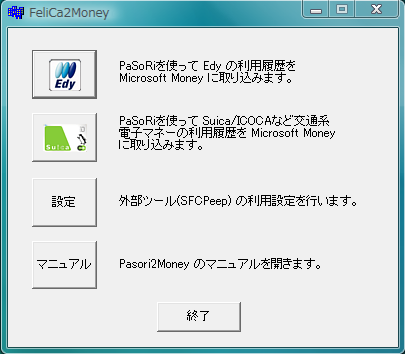 FeliCa2Money
Edy
PaSoRiを使って Edy の利用履歴を
Microsoft Money に取り込みます。
Suica
PaSoRiを使って Suica/ICOCAなど交通系
電子マネーの利用履歴を Microsoft Money
に取り込みます。
設定
外部ツール(SFCPeep) の利用設定を行います。
マニュアル
Pasori2Money のマニュアルを開きます。
終了